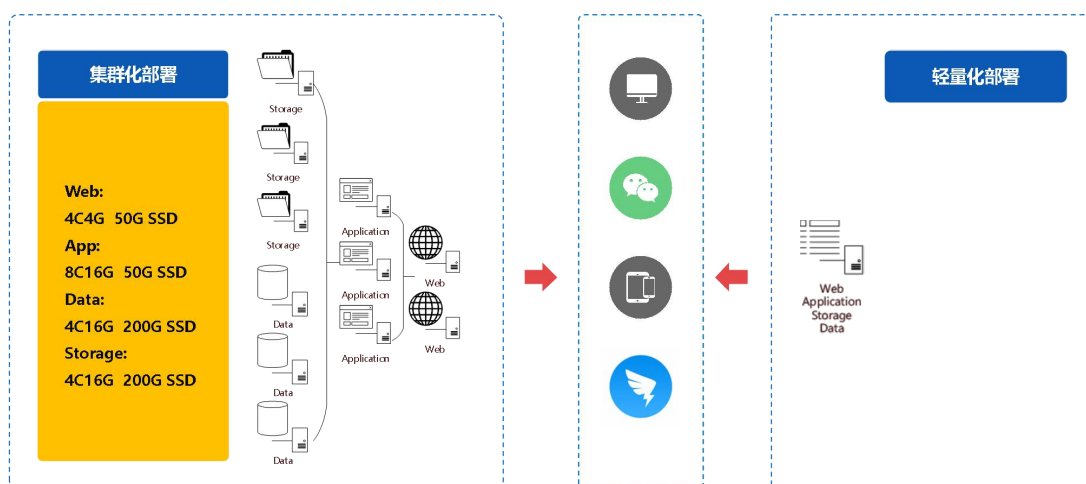 集群化部署
Web:
4C4G 50G SSD
App:
8C16G 50G SSD
Data:
4C16G 200G SSD
Storage:
4C16G 200G SSD
Storage
Storage
Storage
Data
Data
Data
Application
Application
Application
Web
Web
轻量化部署
Web
Application
Storage
Data